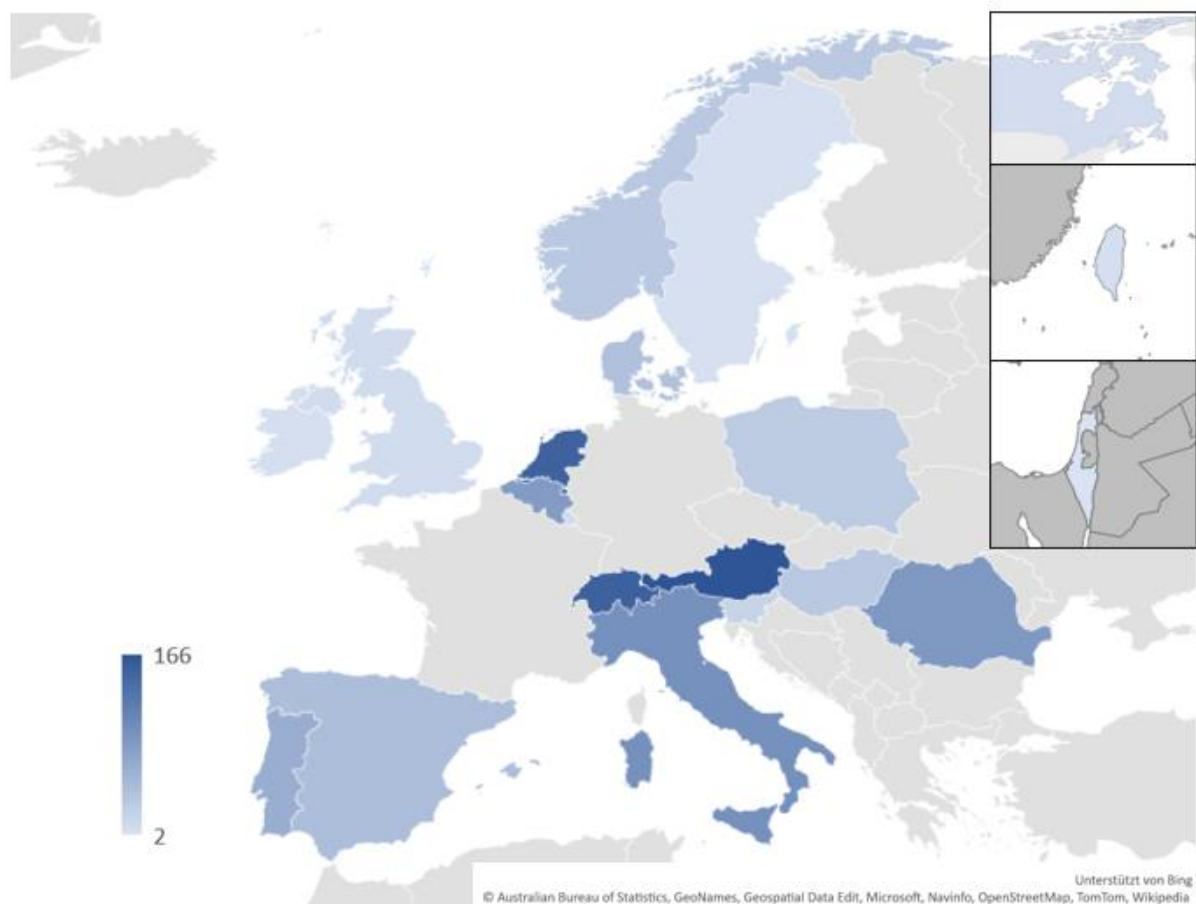 166
2
Unterstützt von Bing
© Australian Bureau of Statistics, GeoNames, Geospatial Data Edit, Microsoft, Navinfo, OpenStreetMap, TomTom, Wikipedia